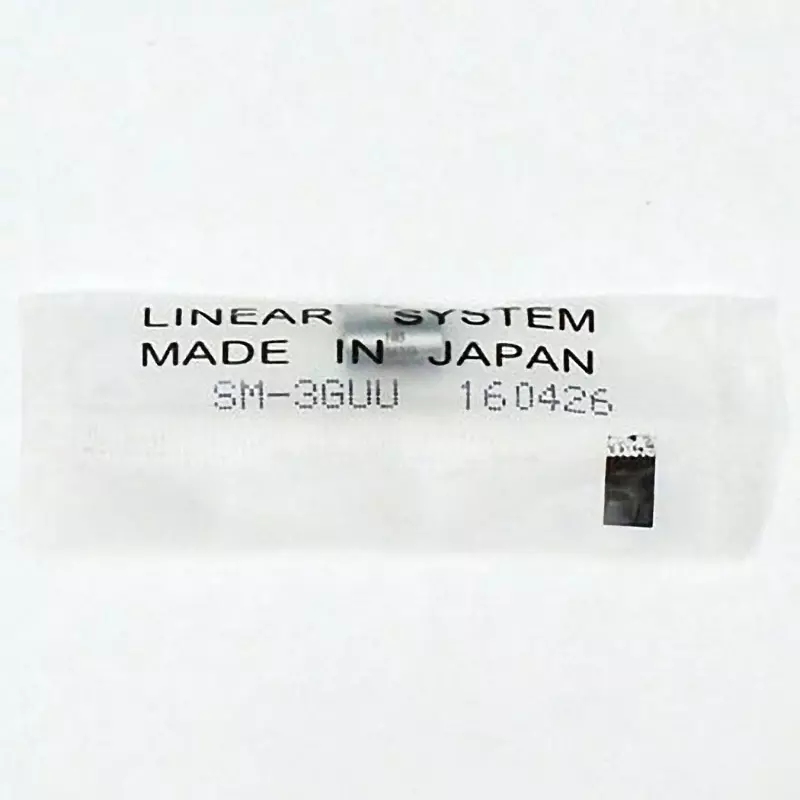 LINEAR SYSTEM
MADE IN JAPAN
SM-3GUU 160426